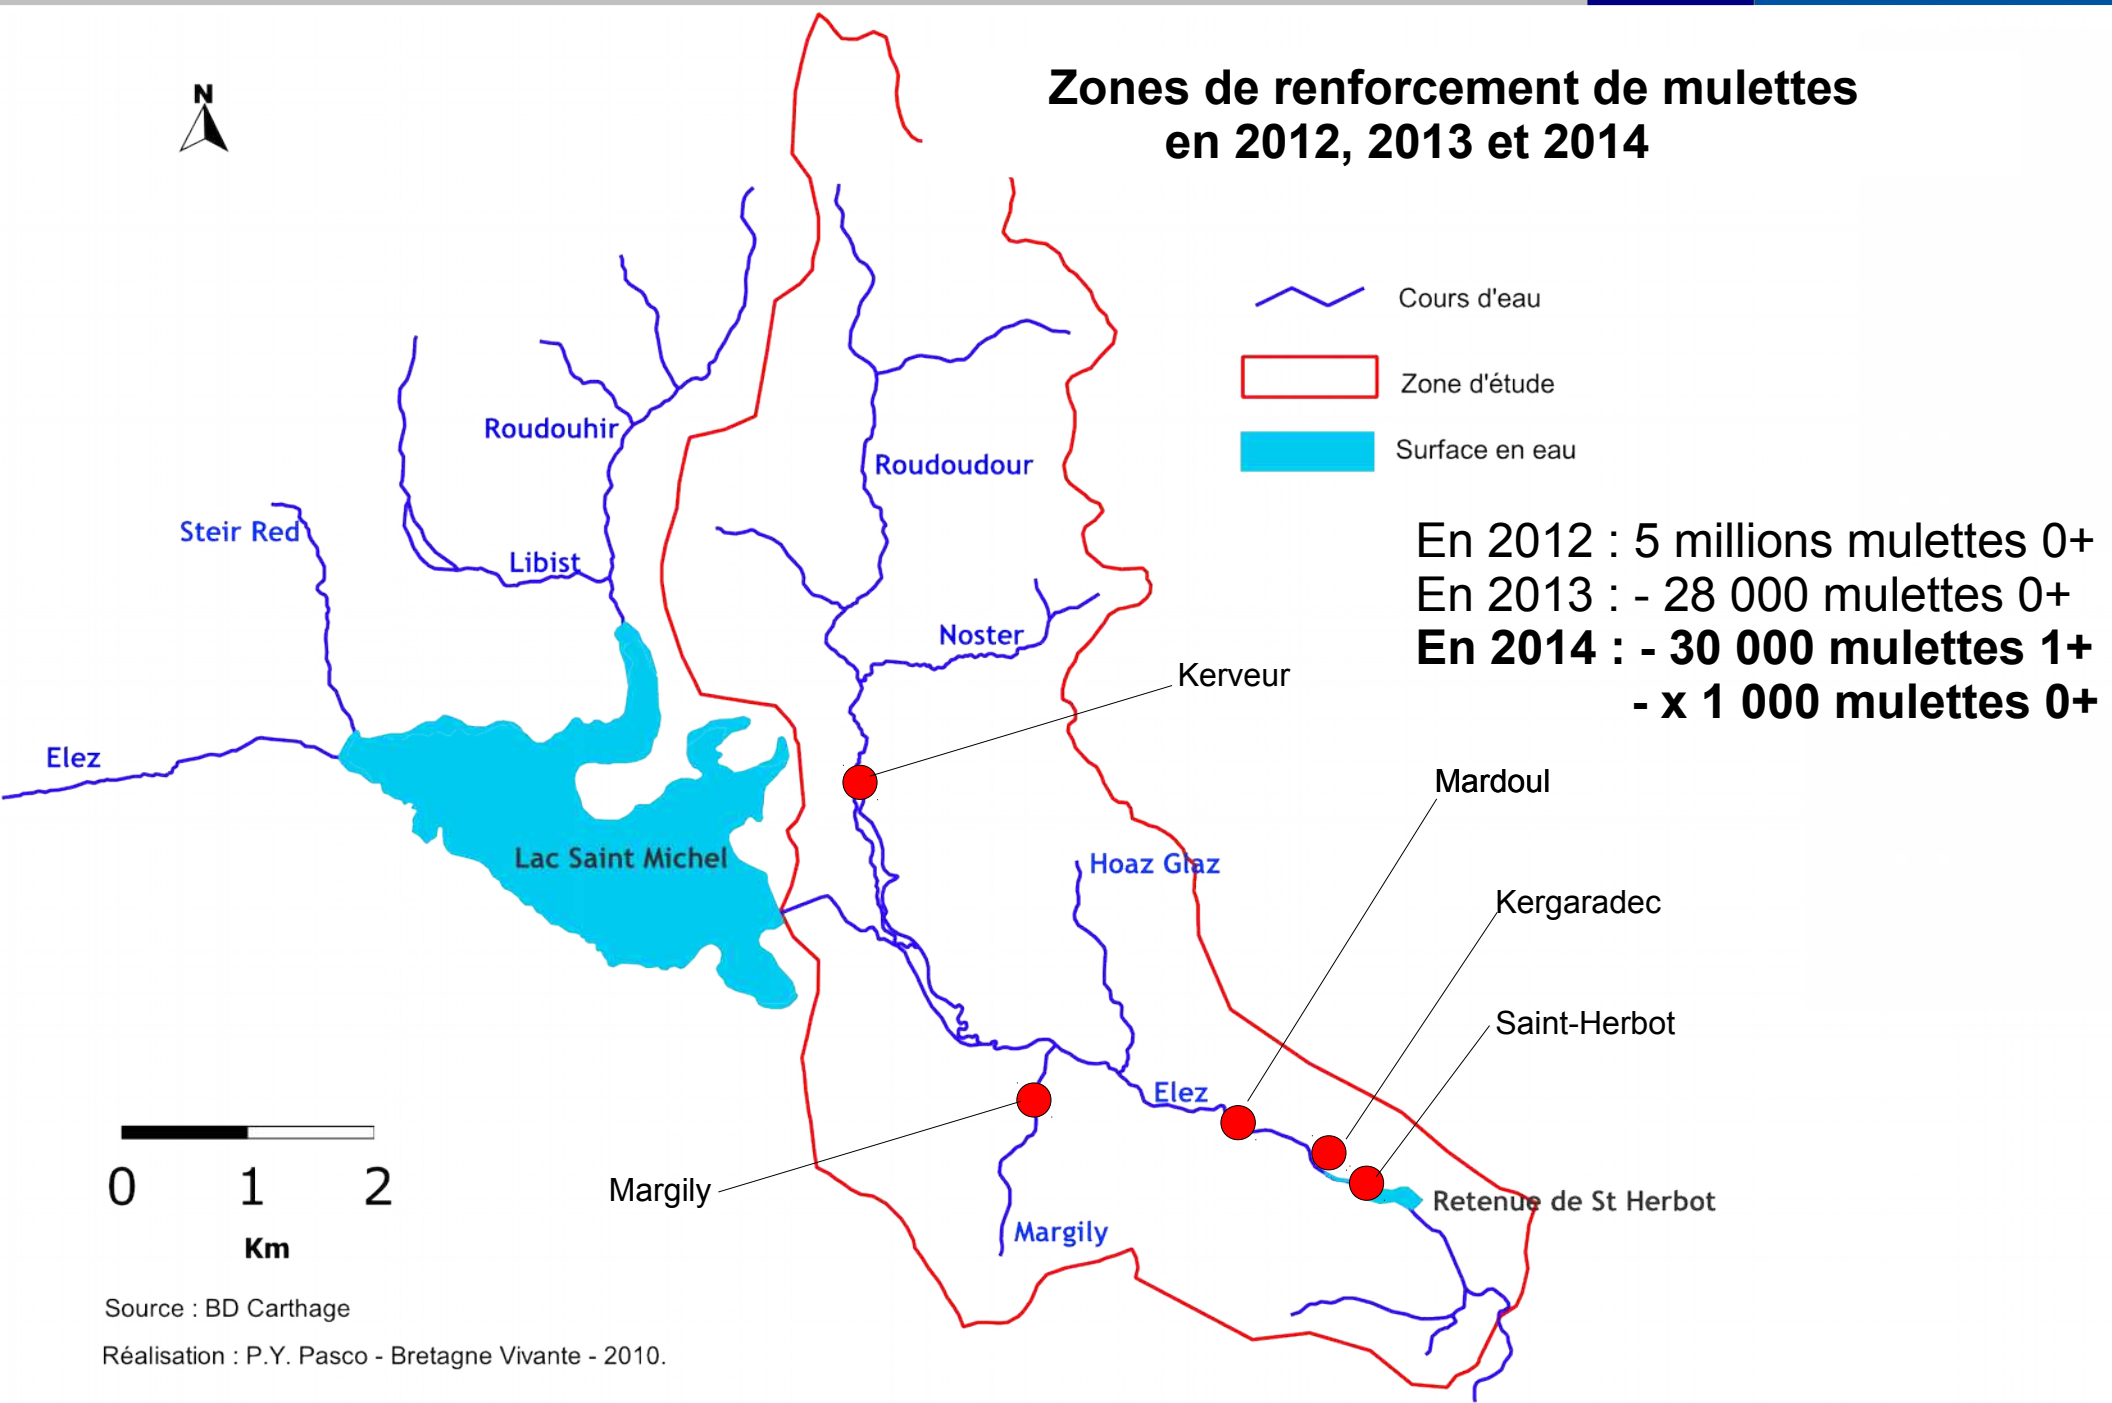 Zones de renforcement de mulettes
en 2012, 2013 et 2014
N
Cours d'eau
Zone d'étude
Surface en eau
Roudouhir
Roudoudour
Steir Red
Libist
En 2012 : 5 millions mulettes 0+
En 2013 : - 28 000 mulettes 0+
En 2014 : - 30 000 mulettes 1+
- x 1 000 mulettes 0+
Noster
Kerveur
Elez
Mardoul
Lac Saint Michel
Hoaz Glaz
Kergaradec
Saint-Herbot
Elez
Margily
Retenue de St Herbot
Margily
0 1 2
Km
Source : BD Carthage
Réalisation : P.Y. Pasco - Bretagne Vivante - 2010.